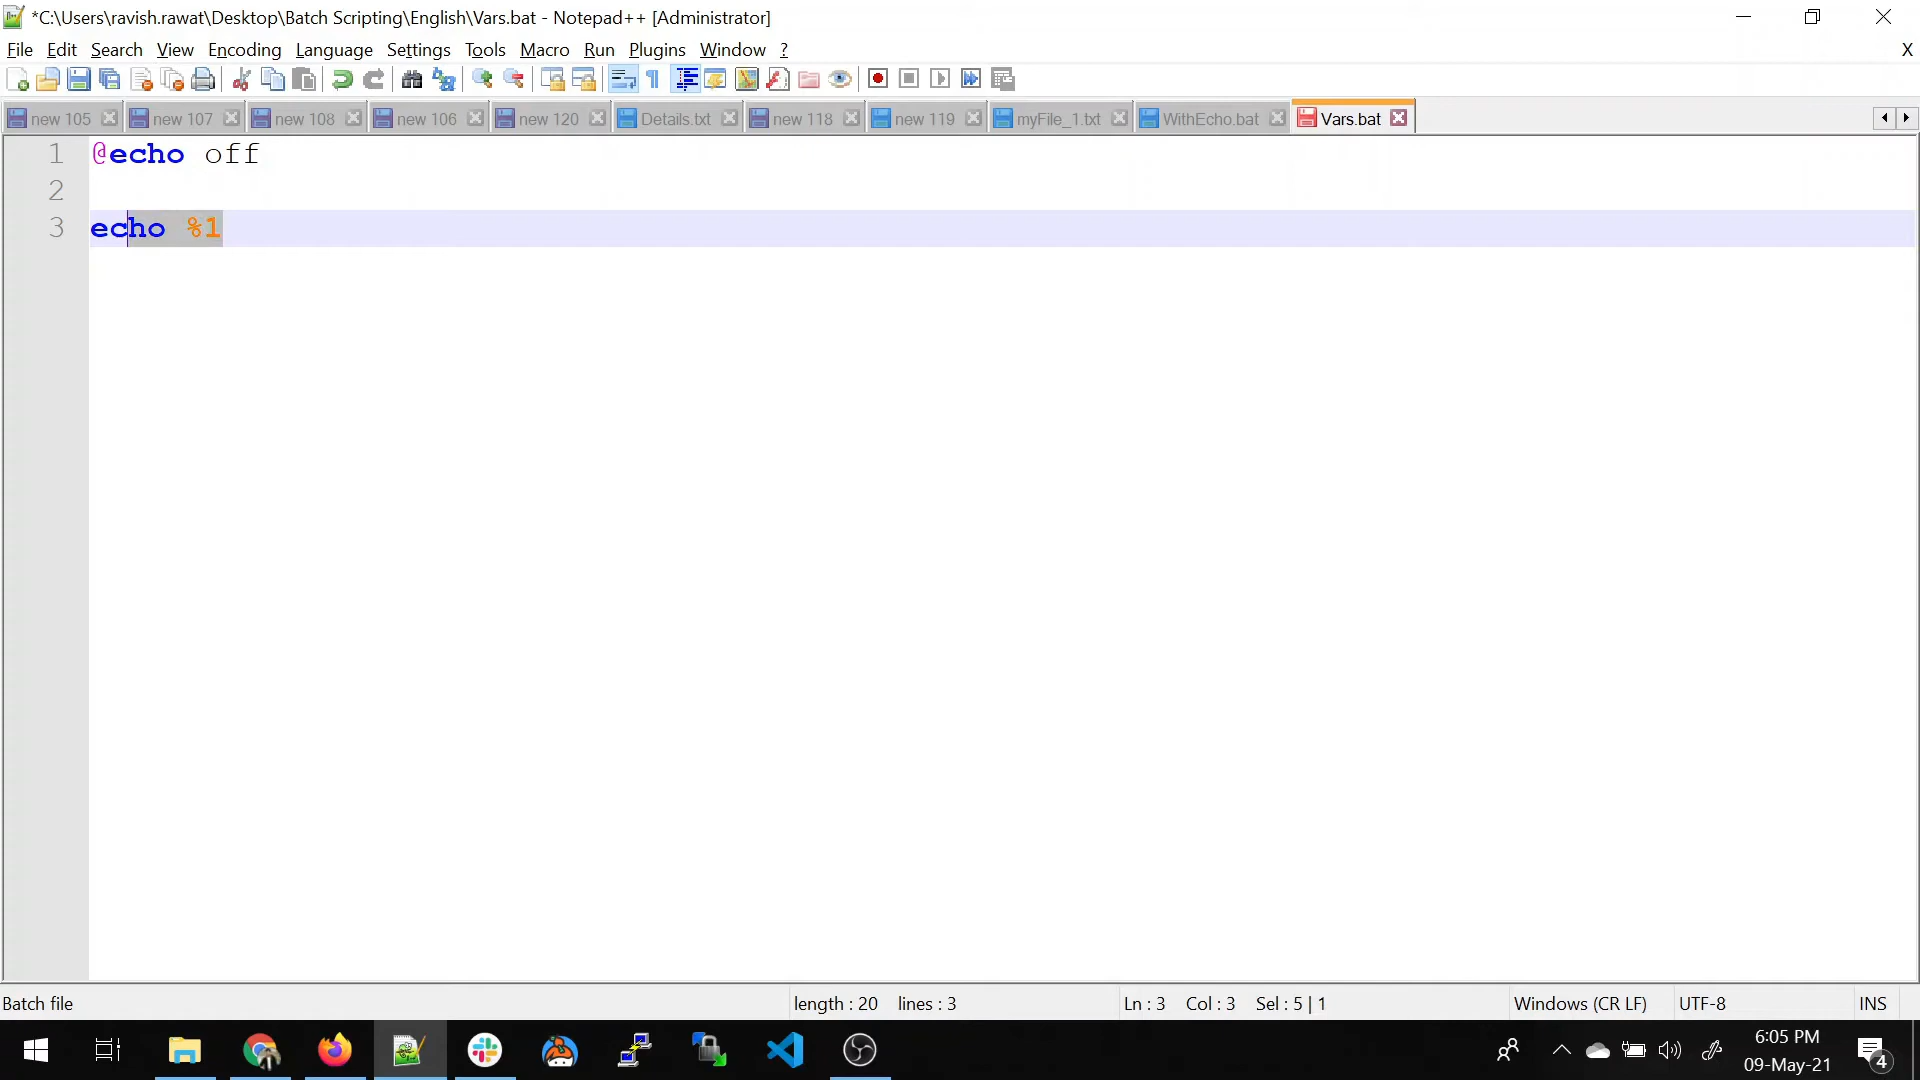 *C:\Users\ravish.rawat\Desktop\Batch Scripting\English\Vars.bat - Notepad++ [Administrator]
File Edit Search View Encoding Language Settings Tools Macro Run Plugins Window ? X
new 105 new 107 new 108 new 106 new 120 Details.txt new 118 new 119 myFile_1.txt WithEcho.bat Vars.bat
1 @echo off
2
3 echo %1
Batch file length : 20 lines : 3 Ln : 3 Col : 3 Sel : 5 | 1 Windows (CR LF) UTF-8 INS
6:05 PM
09-May-21
4